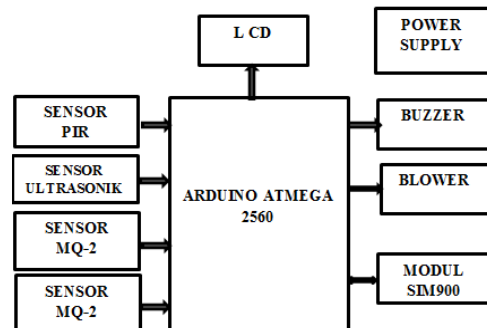 L CD
POWER
SUPPLY
SENSOR
PIR
SENSOR
ULTRASONIK
SENSOR
MQ-2
SENSOR
MQ-2
ARDUINO ATMEGA
2560
BUZZER
BLOWER
MODUL
SIM900